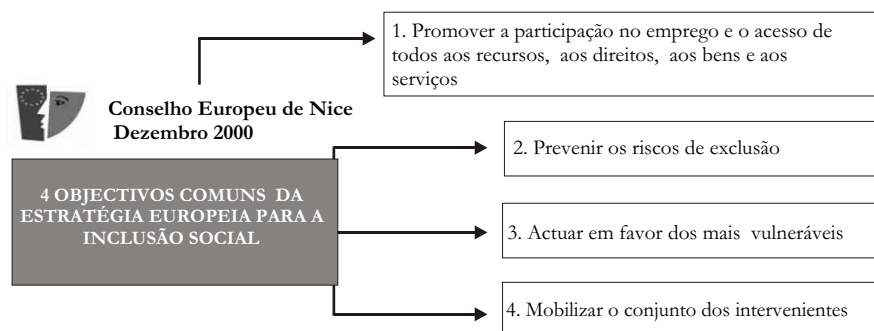 1. Promover a participação no emprego e o acesso de
todos aos recursos, aos direitos, aos bens e aos
serviços
Conselho Europeu de Nice
Dezembro 2000
4 OBJECTIVOS COMUNS DA
ESTRATÉGIA EUROPEIA PARA A
INCLUSÃO SOCIAL
2. Prevenir os riscos de exclusão
3. Actuar em favor dos mais vulneráveis
4. Mobilizar o conjunto dos intervenientes